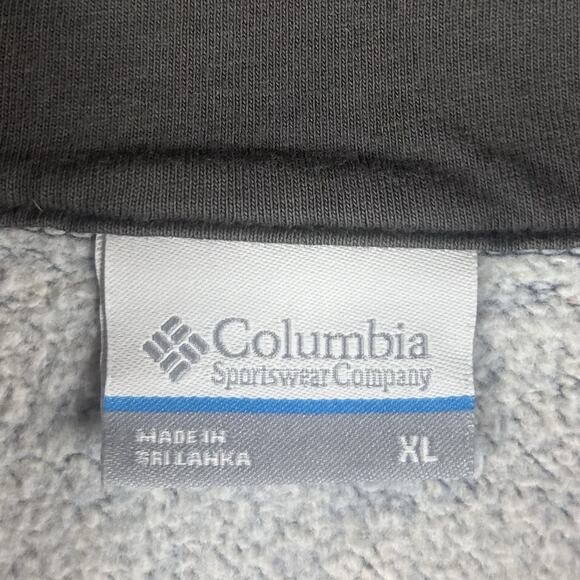 Columbia
Sportswear Company
MADE IN
SRI LANKA
XL